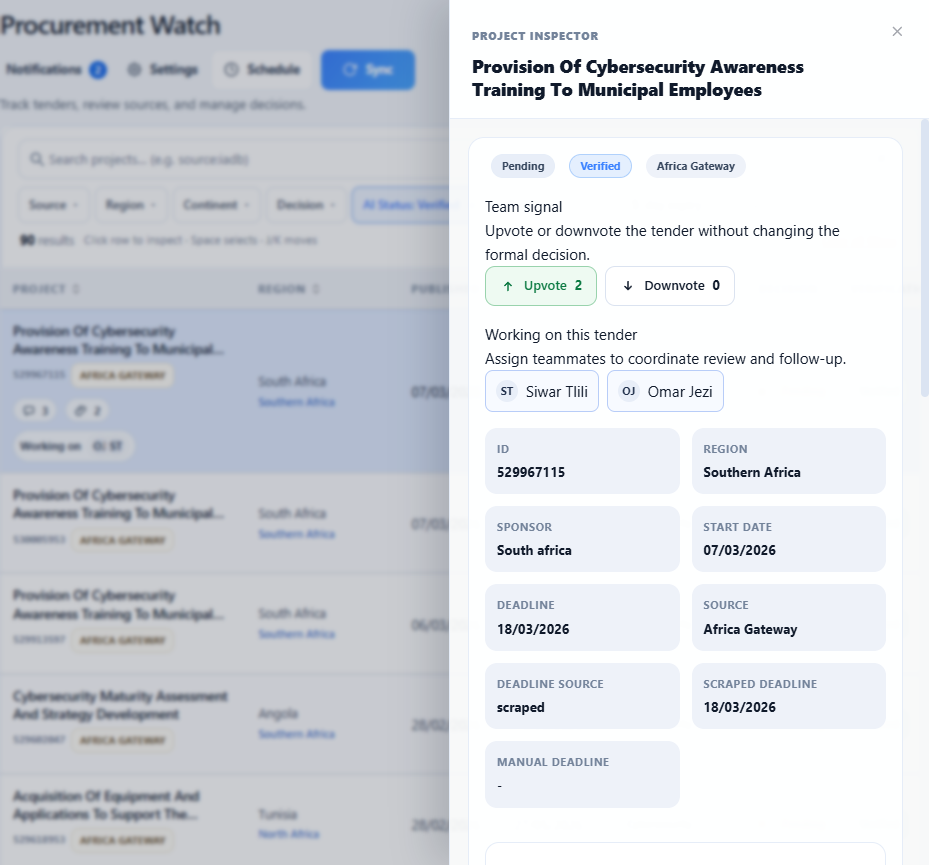 Procurement Watch
Notifications 2 Settings Schedule Sync
Track tenders, review sources, and manage decisions.
Search projects... (e.g. source:iadb)
Source Region Continent Decision AI Status: Verified
90 results Click row to inspect · Space selects · J/K moves
PROJECT REGION
Provision Of Cybersecurity
Awareness Training To Municipal...
529967115 AFRICA GATEWAY
South Africa
Southern Africa
07/03/
3 2
Working on OJ ST
Provision Of Cybersecurity
Awareness Training To Municipal...
AFRICA GATEWAY
South Africa
Southern Africa
07/03/
Provision Of Cybersecurity
Awareness Training To Municipal...
AFRICA GATEWAY
South Africa
Southern Africa
06/03/
Cybersecurity Maturity Assessment
And Strategy Development
AFRICA GATEWAY
Angola
Southern Africa
28/02/
Acquisition Of Equipment And
Applications To Support The...
AFRICA GATEWAY
Tunisia
North Africa
28/02/
PROJECT INSPECTOR
×
Provision Of Cybersecurity Awareness
Training To Municipal Employees
Pending Verified Africa Gateway
Team signal
Upvote or downvote the tender without changing the
formal decision.
↑ Upvote 2 ↓ Downvote 0
Working on this tender
Assign teammates to coordinate review and follow-up.
ST Siwar Tlili OJ Omar Jezi
ID
529967115
REGION
Southern Africa
SPONSOR
South africa
START DATE
07/03/2026
DEADLINE
18/03/2026
SOURCE
Africa Gateway
DEADLINE SOURCE
scraped
SCRAPED DEADLINE
18/03/2026
MANUAL DEADLINE
-